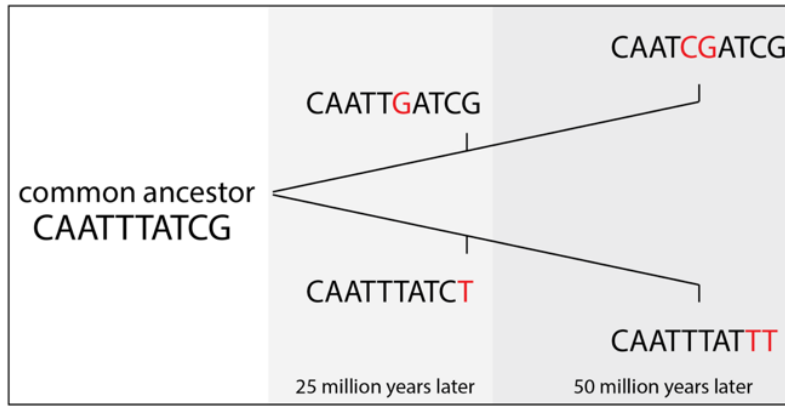 CAATCGATCG
CAATTGATCG
common ancestor
CAATTTATCG
CAATTTATCT
CAATTTATTT
25 million years later
50 million years later